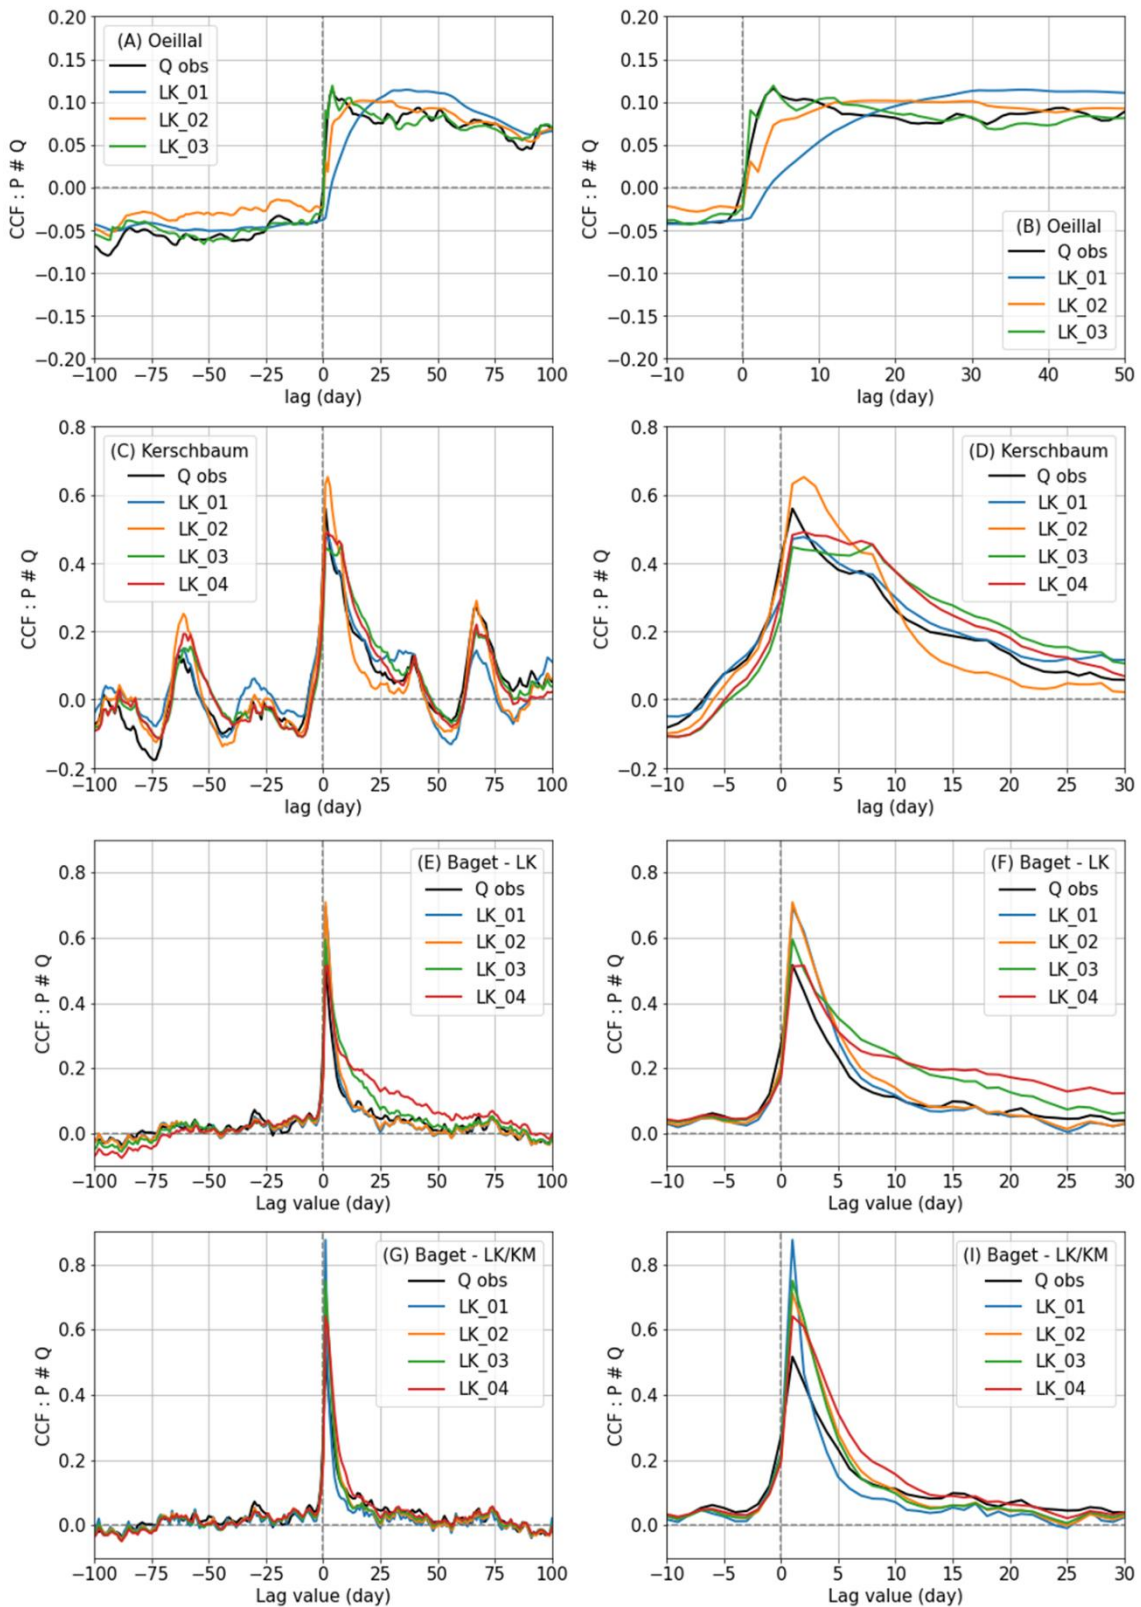 0.20
0.15
0.10
0.05
0.00
−0.05
−0.10
−0.15
−0.20
CCF : P # Q
(A) Oeillal
Q obs
LK_01
LK_02
LK_03
−100 −75 −50 −25 0 25 50 75 100
lag (day)
0.20
0.15
0.10
0.05
0.00
−0.05
−0.10
−0.15
−0.20
CCF : P # Q
(B) Oeillal
Q obs
LK_01
LK_02
LK_03
−10 0 10 20 30 40 50
lag (day)
0.8
0.6
0.4
0.2
0.0
−0.2
CCF : P # Q
(C) Kerschbaum
Q obs
LK_01
LK_02
LK_03
LK_04
−100 −75 −50 −25 0 25 50 75 100
lag (day)
0.8
0.6
0.4
0.2
0.0
−0.2
CCF : P # Q
(D) Kerschbaum
Q obs
LK_01
LK_02
LK_03
LK_04
−10 −5 0 5 10 15 20 25 30
lag (day)
0.8
0.6
0.4
0.2
0.0
CCF : P # Q
(E) Baget - LK
Q obs
LK_01
LK_02
LK_03
LK_04
−100 −75 −50 −25 0 25 50 75 100
Lag value (day)
0.8
0.6
0.4
0.2
0.0
CCF : P # Q
(F) Baget - LK
Q obs
LK_01
LK_02
LK_03
LK_04
−10 −5 0 5 10 15 20 25 30
Lag value (day)
0.8
0.6
0.4
0.2
0.0
CCF : P # Q
(G) Baget - LK/KM
Q obs
LK_01
LK_02
LK_03
LK_04
−100 −75 −50 −25 0 25 50 75 100
Lag value (day)
0.8
0.6
0.4
0.2
0.0
CCF : P # Q
(I) Baget - LK/KM
Q obs
LK_01
LK_02
LK_03
LK_04
−10 −5 0 5 10 15 20 25 30
Lag value (day)